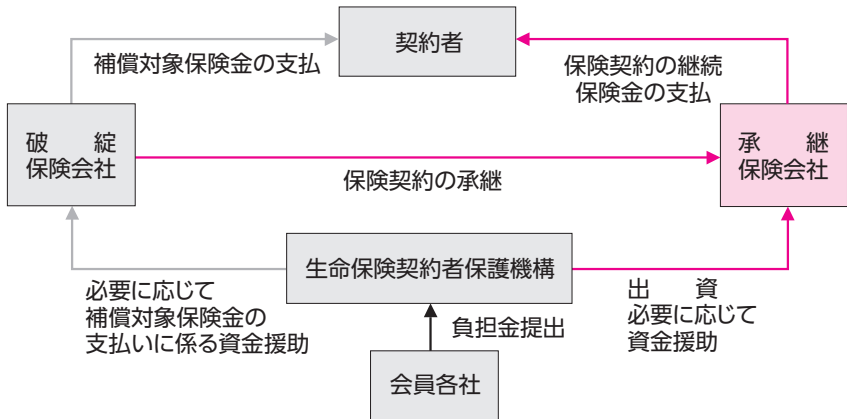 契約者
補償対象保険金の支払
保険契約の継続
保険金の支払
破　綻
保険会社
承　継
保険会社
保険契約の承継
生命保険契約者保護機構
必要に応じて
補償対象保険金の
支払いに係る資金援助
出　資
必要に応じて
資金援助
負担金提出
会員各社